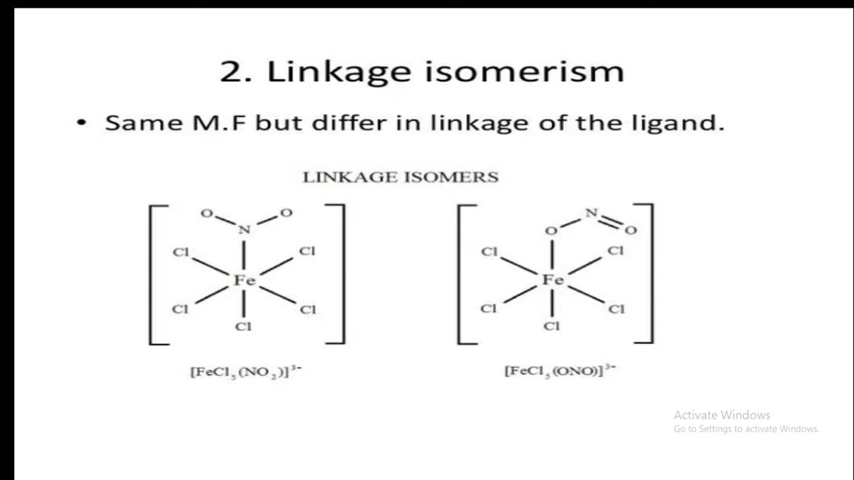 2. Linkage isomerism
• Same M.F but differ in linkage of the ligand.
LINKAGE ISOMERS
O O N Cl Cl Fe Cl Cl Cl
O N O Cl Cl Fe Cl Cl Cl
[FeCl₅(NO₂)]³⁻
[FeCl₅(ONO)]³⁻
Activate Windows
Go to Settings to activate Windows.